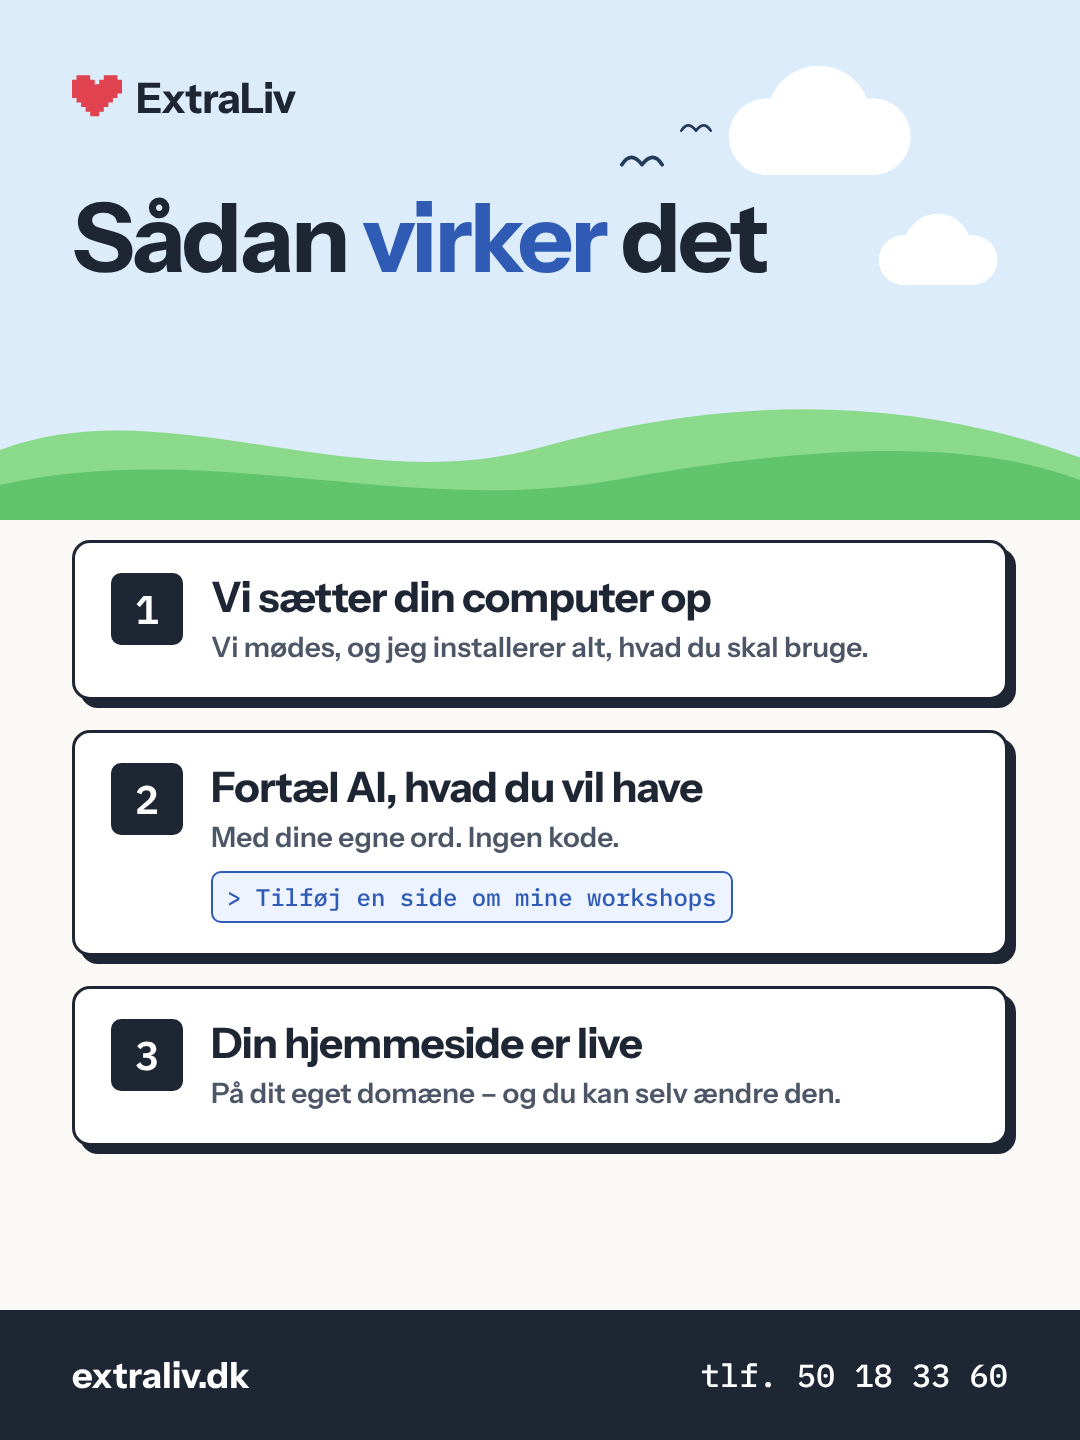 ExtraLiv
Sådan virker det
1
Vi sætter din computer op
Vi mødes, og jeg installerer alt, hvad du skal bruge.
2
Fortæl AI, hvad du vil have
Med dine egne ord. Ingen kode.
> Tilføj en side om mine workshops
3
Din hjemmeside er live
På dit eget domæne – og du kan selv ændre den.
extraliv.dk
tlf. 50 18 33 60